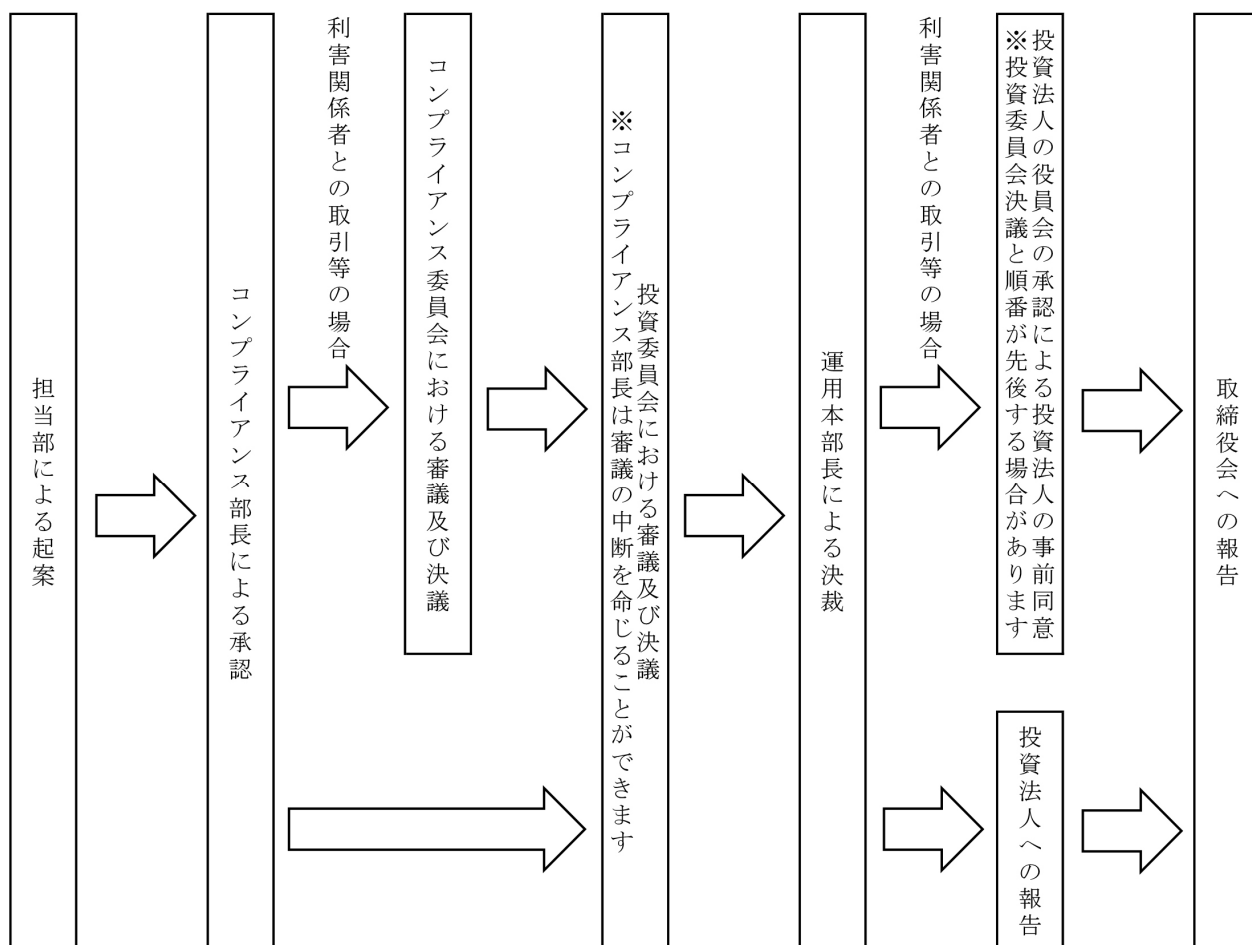 担当部による起案
コンプライアンス部長による承認
利害関係者との取引等の場合
コンプライアンス委員会における審議及び決議
投資委員会における審議及び決議
※コンプライアンス部長は審議の中断を命じることができます
運用本部長による決裁
利害関係者との取引等の場合
投資法人の役員会の承認による投資法人の事前同意
※投資委員会決議と順番が先後する場合があります
投資法人への報告
取締役会への報告